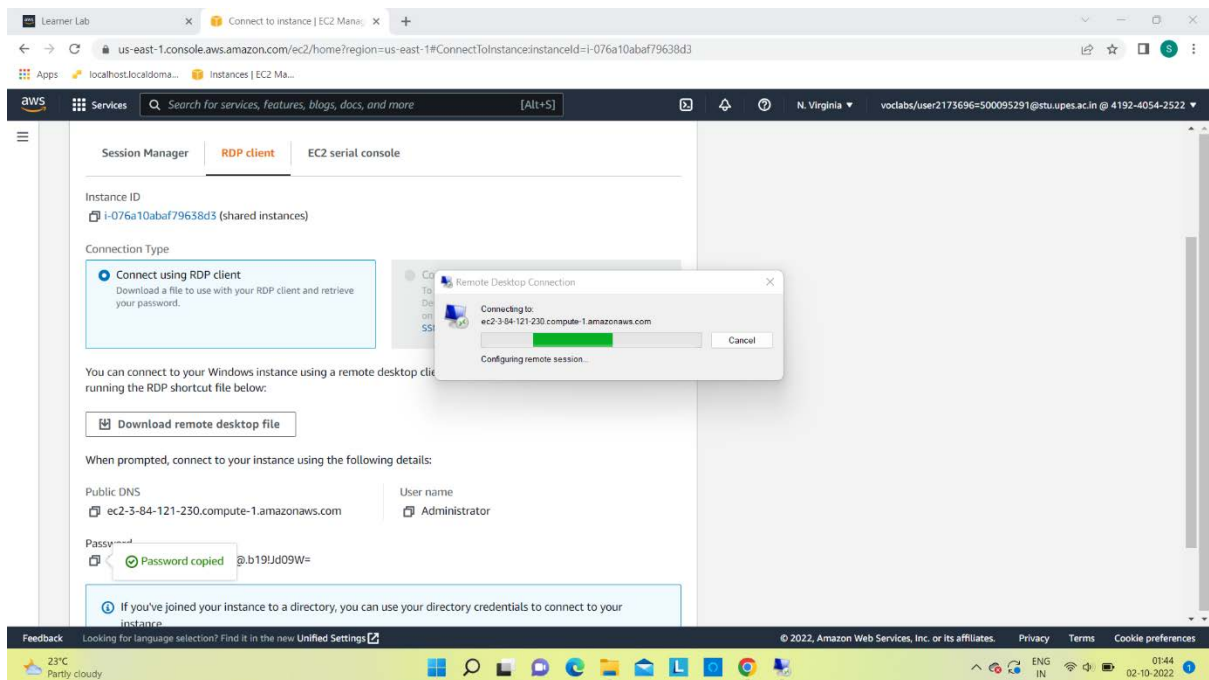 Learner Lab
Connect to instance | EC2 Manag
us-east-1.console.aws.amazon.com/ec2/home?region=us-east-1#ConnectToInstance:instanceId=i-076a10abaf79638d3
Apps localhost.localdoma... Instances | EC2 Ma...
aws Services Search for services, features, blogs, docs, and more [Alt+S] N. Virginia voclabs/user2173696=500095291@stu.upes.ac.in @ 4192-4054-2522
Session Manager RDP client EC2 serial console
Instance ID
i-076a10abaf79638d3 (shared instances)
Connection Type
Connect using RDP client
Download a file to use with your RDP client and retrieve
your password.
Co
To
De
on
SS
Remote Desktop Connection
Connecting to:
ec2-3-84-121-230.compute-1.amazonaws.com
Cancel
Configuring remote session...
You can connect to your Windows instance using a remote desktop clie
running the RDP shortcut file below:
Download remote desktop file
When prompted, connect to your instance using the following details:
Public DNS User name
ec2-3-84-121-230.compute-1.amazonaws.com Administrator
Password
Password copied @.b19!Jd09W=
If you've joined your instance to a directory, you can use your directory credentials to connect to your
instance.
Feedback Looking for language selection? Find it in the new Unified Settings © 2022, Amazon Web Services, Inc. or its affiliates. Privacy Terms Cookie preferences
23°C
Partly cloudy
ENG
IN
01:44
02-10-2022
1